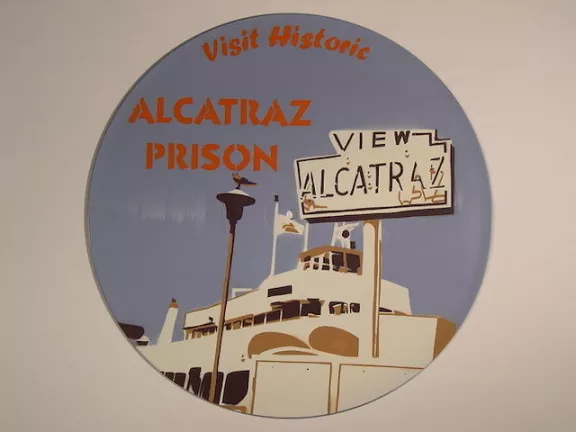 Visit Historic
ALCATRAZ
PRISON
VIEW
ALCATRAZ